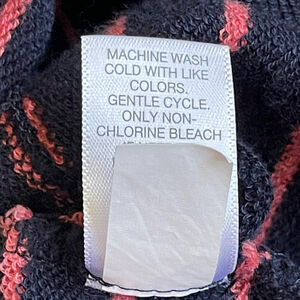 MACHINE WASH
COLD WITH LIKE
COLORS.
GENTLE CYCLE.
ONLY NON-
CHLORINE BLEACH